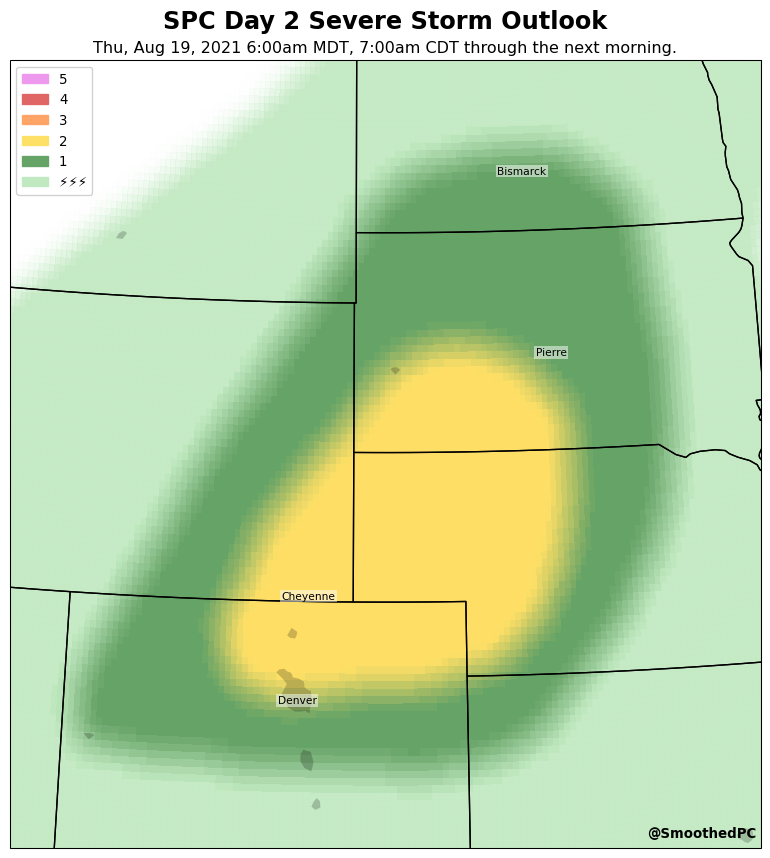 SPC Day 2 Severe Storm Outlook
Thu, Aug 19, 2021 6:00am MDT, 7:00am CDT through the next morning.
5
4
3
2
1
⚡⚡⚡
Bismarck
Pierre
Cheyenne
Denver
@SmoothedPC